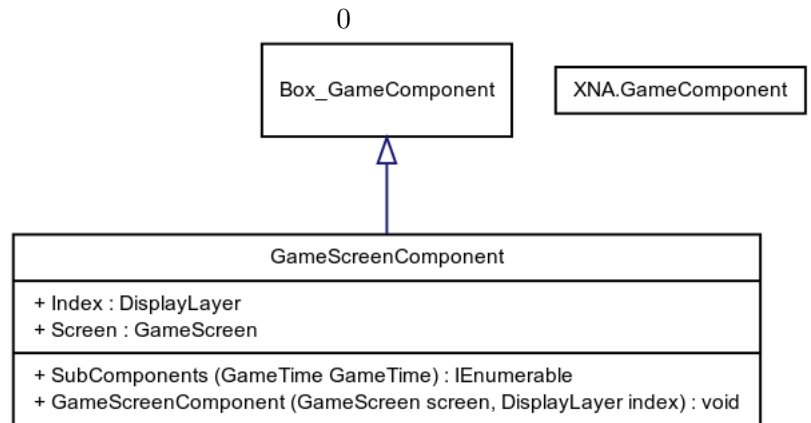 0
Box_GameComponent
XNA.GameComponent
GameScreenComponent
+ Index : DisplayLayer
+ Screen : GameScreen
+ SubComponents (GameTime GameTime) : IEnumerable
+ GameScreenComponent (GameScreen screen, DisplayLayer index) : void